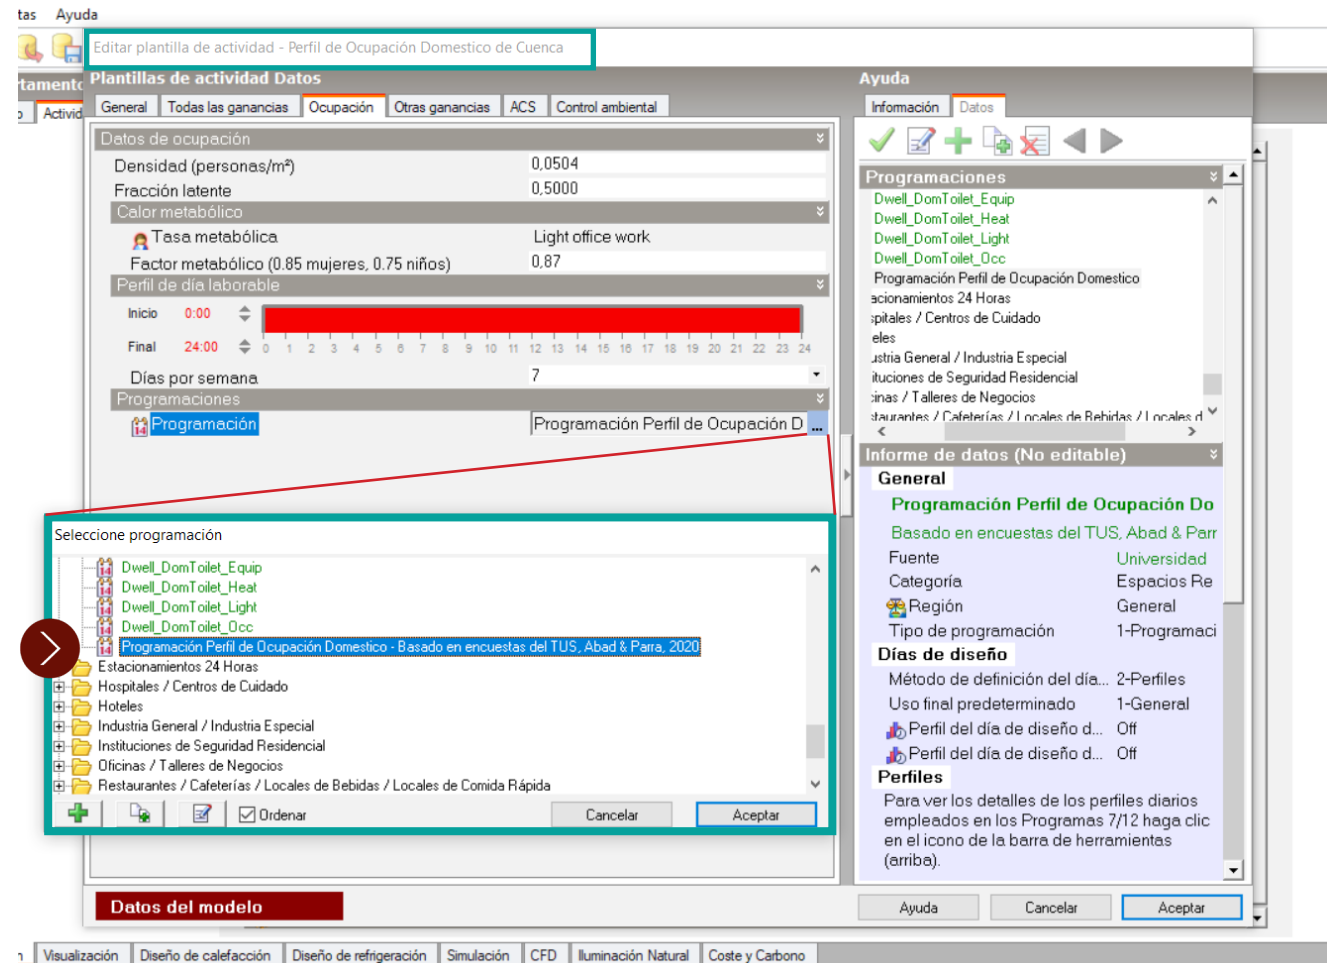 tas Ayuda
Editar plantilla de actividad - Perfil de Ocupación Domestico de Cuenca
rtamento
Plantillas de actividad Datos
Ayuda
Activid
General Todas las ganancias Ocupación Otras ganancias ACS Control ambiental
Información Datos
Datos de ocupación
Densidad (personas/m²) 0,0504
Fracción latente 0,5000
Calor metabólico
Tasa metabólica Light office work
Factor metabólico (0.85 mujeres, 0.75 niños) 0,87
Perfil de día laborable
Inicio 0:00
Final 24:00
0 1 2 3 4 5 6 7 8 9 10 11 12 13 14 15 16 17 18 19 20 21 22 23 24
Días por semana 7
Programaciones
14 Programación Programación Perfil de Ocupación D ...
Programaciones
Dwell_DomToilet_Equip
Dwell_DomToilet_Heat
Dwell_DomToilet_Light
Dwell_DomToilet_Occ
Programación Perfil de Ocupación Domestico
acionamientos 24 Horas
spitales / Centros de Cuidado
eles
ustria General / Industria Especial
ituciones de Seguridad Residencial
cinas / Talleres de Negocios
staurantes / Cafeterías / Locales de Bebidas / Locales d
Informe de datos (No editable)
General
Programación Perfil de Ocupación Do
Basado en encuestas del TUS, Abad & Parr
Fuente Universidad
Categoría Espacios Re
Región General
Tipo de programación 1-Programaci
Días de diseño
Método de definición del día... 2-Perfiles
Uso final predeterminado 1-General
Perfil del día de diseño d... Off
Perfil del día de diseño d... Off
Perfiles
Para ver los detalles de los perfiles diarios
empleados en los Programas 7/12 haga clic
en el icono de la barra de herramientas
(arriba).
Seleccione programación
14 Dwell_DomToilet_Equip
14 Dwell_DomToilet_Heat
14 Dwell_DomToilet_Light
14 Dwell_DomToilet_Occ
14 Programación Perfil de Ocupación Domestico - Basado en encuestas del TUS, Abad & Parra, 2020
Estacionamientos 24 Horas
Hospitales / Centros de Cuidado
Hoteles
Industria General / Industria Especial
Instituciones de Seguridad Residencial
Oficinas / Talleres de Negocios
Restaurantes / Cafeterías / Locales de Bebidas / Locales de Comida Rápida
Ordenar Cancelar Aceptar
Datos del modelo
Ayuda Cancelar Aceptar
n Visualización Diseño de calefacción Diseño de refrigeración Simulación CFD Iluminación Natural Coste y Carbono